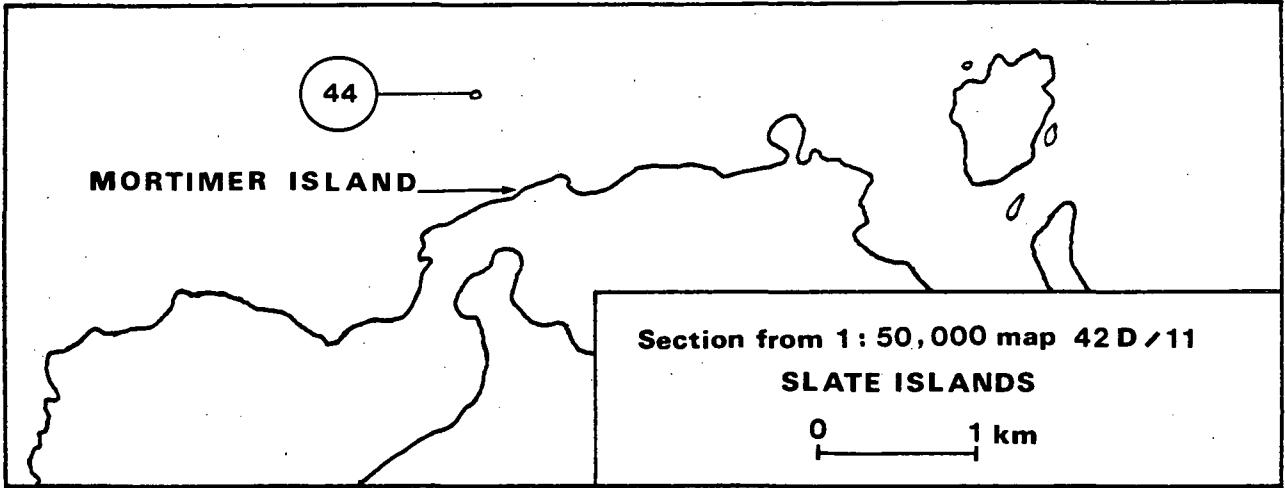 44
MORTIMER ISLAND
Section from 1:50,000 map 42 D/11
SLATE ISLANDS
0 1 km